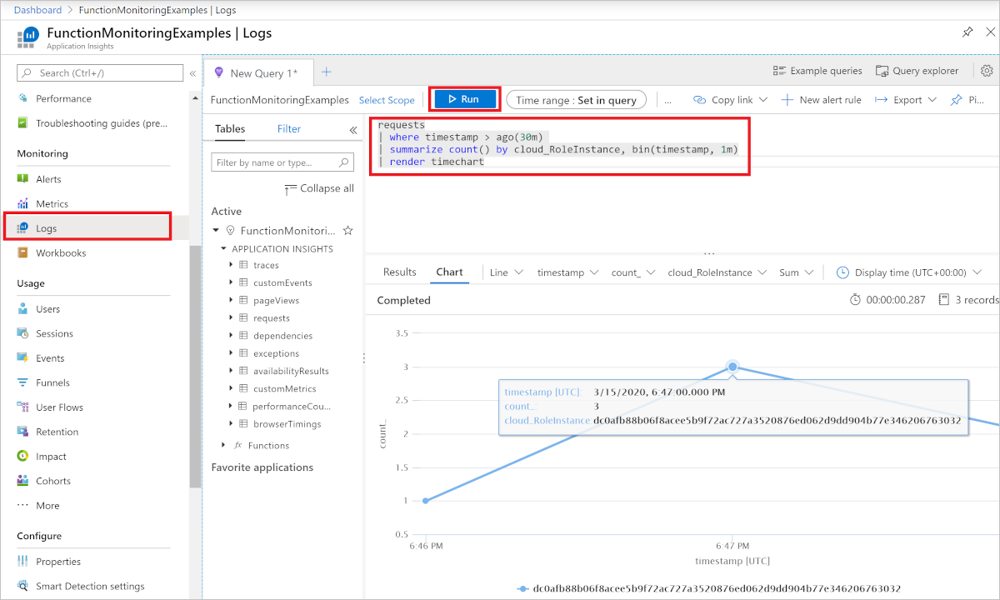 Dashboard > FunctionMonitoringExamples | Logs
FunctionMonitoringExamples | Logs
Application Insights
Search (Ctrl+/)
«
Performance
Troubleshooting guides (pre...
Monitoring
Alerts
Metrics
Logs
Workbooks
Usage
Users
Sessions
Events
Funnels
User Flows
Retention
Impact
Cohorts
More
Configure
Properties
Smart Detection settings
New Query 1*
Example queries
Query explorer
FunctionMonitoringExamples
Select Scope
Run
Time range : Set in query
...
Copy link
New alert rule
Export
Pi...
Tables
Filter
«
Filter by name or type...
Collapse all
Active
FunctionMonitori...
APPLICATION INSIGHTS
traces
customEvents
pageViews
requests
dependencies
exceptions
availabilityResults
customMetrics
performanceCou...
browserTimings
fx Functions
Favorite applications
requests
| where timestamp > ago(30m)
| summarize count() by cloud_RoleInstance, bin(timestamp, 1m)
| render timechart
...
Results
Chart
Line
timestamp
count_
cloud_RoleInstance
Sum
Display time (UTC+00:00)
Completed
00:00:00.287
3 records
3.5
3
2.5
2
1.5
1
0.5
count_
timestamp [UTC]: 3/15/2020, 6:47:00.000 PM
count_: 3
cloud_RoleInstance dc0afb88b06f8acee5b9f72ac727a3520876ed062d9dd904b77e346206763032
6:46 PM
6:47 PM
timestamp [UTC]
dc0afb88b06f8acee5b9f72ac727a3520876ed062d9dd904b77e346206763032